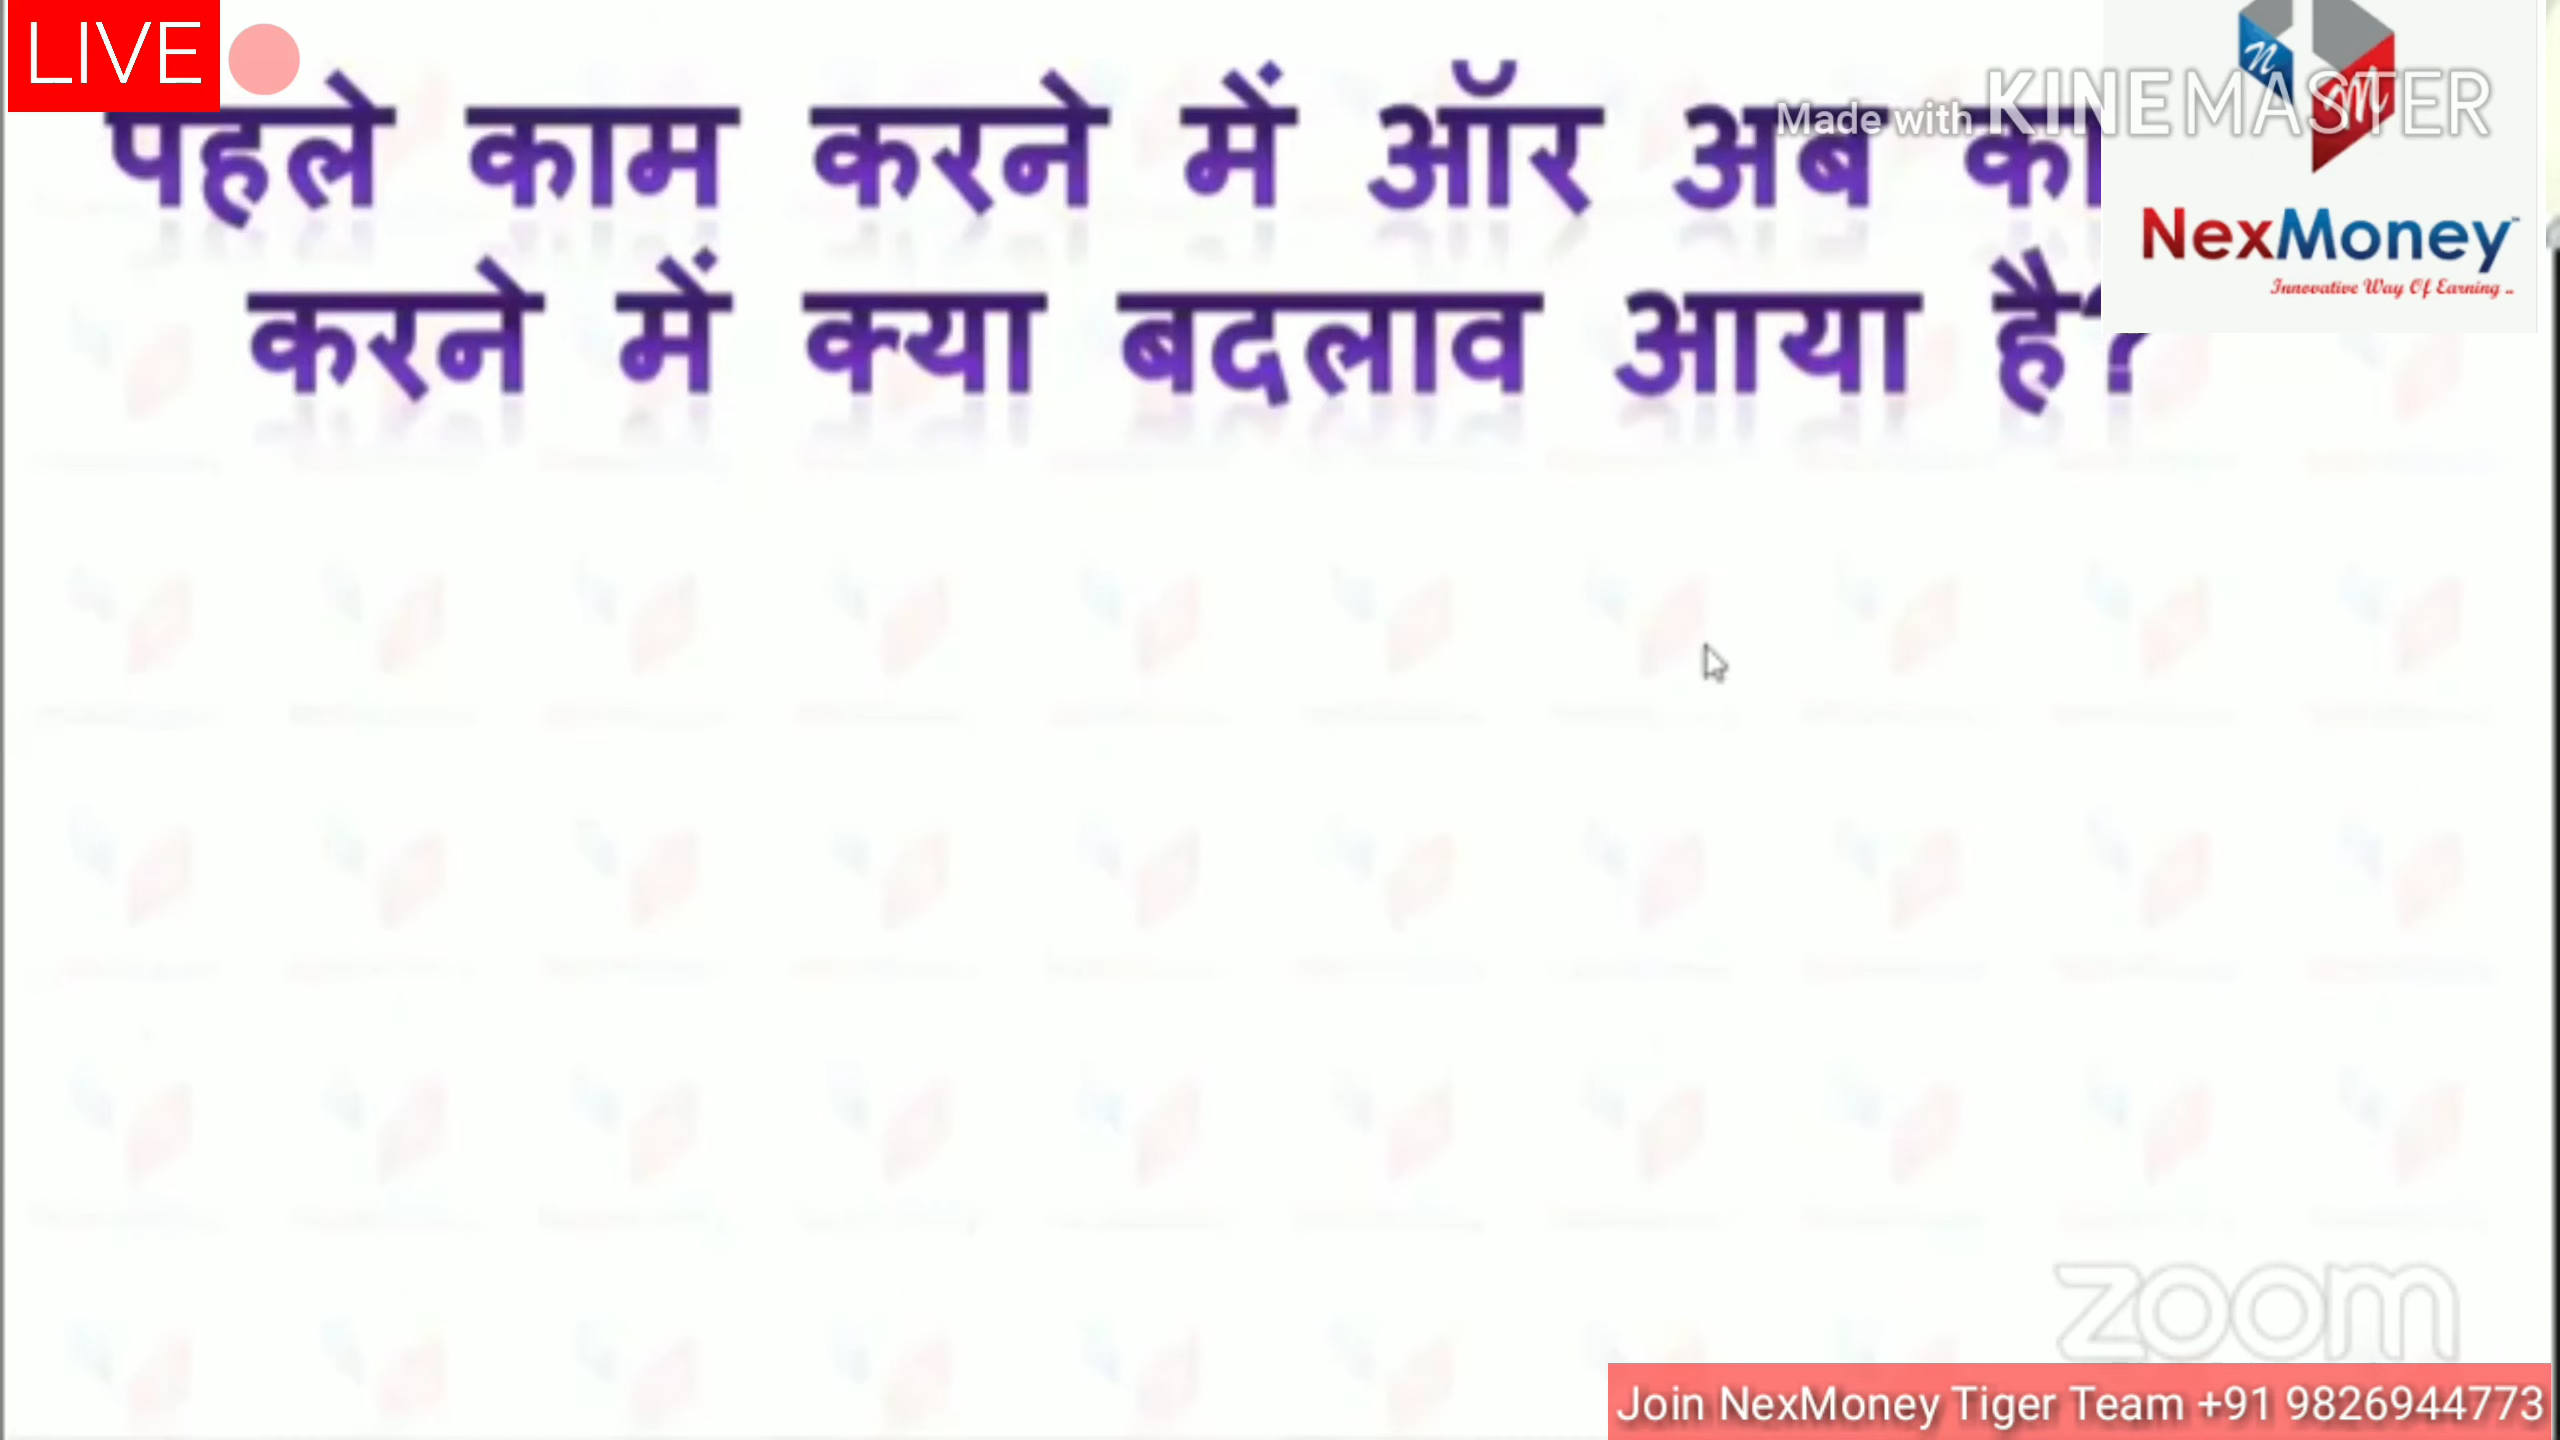 LIVE
पहले काम करने में ऑर अब का
करने में क्या बदलाव आया है?
Made with KINEMASTER
NexMoney
Innovative Way Of Earning ..
zoom
Join NexMoney Tiger Team +91 9826944773